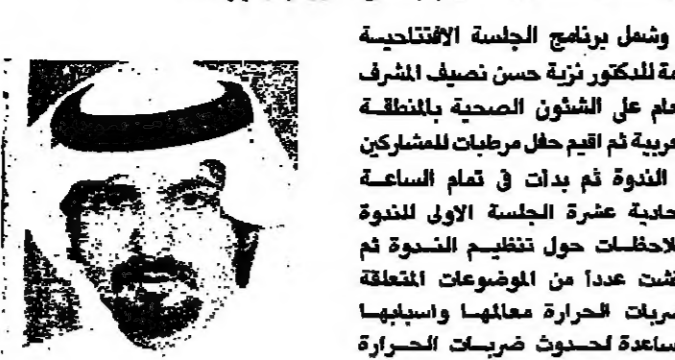 وشمل برنامج الجلسة الافتتاحية
مة للدكتور نزية حسن نصيف المشرف
عام على الشئون الصحية بالمنطقة
غربية ثم اقيم حفل مرطبات للمشاركين
الندوة ثم بدأت في تمام الساعة
حادية عشرة الجلسة الاولى للندوة
لاحظات حول تنظيم الندوة ثم
قشت عدداً من الموضوعات المتعلقة
ضربات الحرارة معالمها واسبابها
ساعدة لحدوث ضربات الحرارة